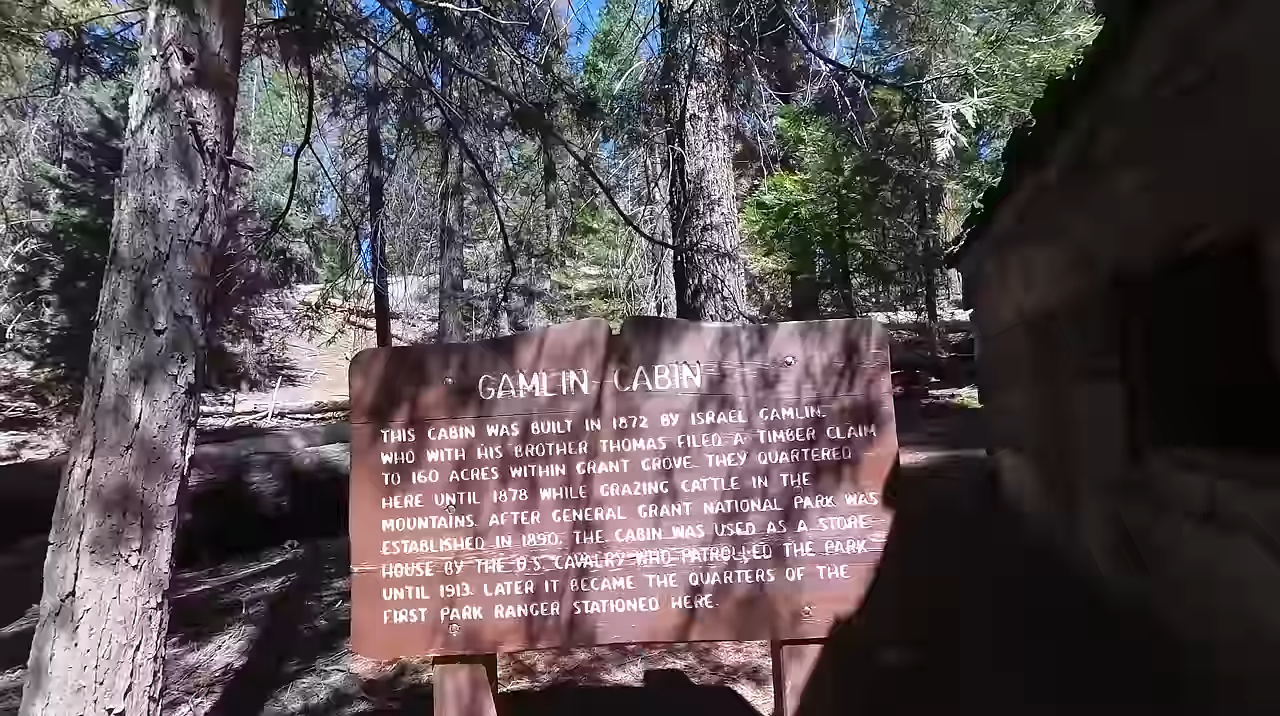 GAMLIN CABIN
THIS CABIN WAS BUILT IN 1872 BY ISRAEL GAMLIN.
WHO WITH HIS BROTHER THOMAS FILED A TIMBER CLAIM
TO 160 ACRES WITHIN GRANT GROVE. THEY QUARTERED
HERE UNTIL 1878 WHILE GRAZING CATTLE IN THE
MOUNTAINS. AFTER GENERAL GRANT NATIONAL PARK WAS
ESTABLISHED IN 1890, THE CABIN WAS USED AS A STORE
HOUSE BY THE U.S. CAVALRY WHO PATROLLED THE PARK
UNTIL 1913. LATER IT BECAME THE QUARTERS OF THE
FIRST PARK RANGER STATIONED HERE.